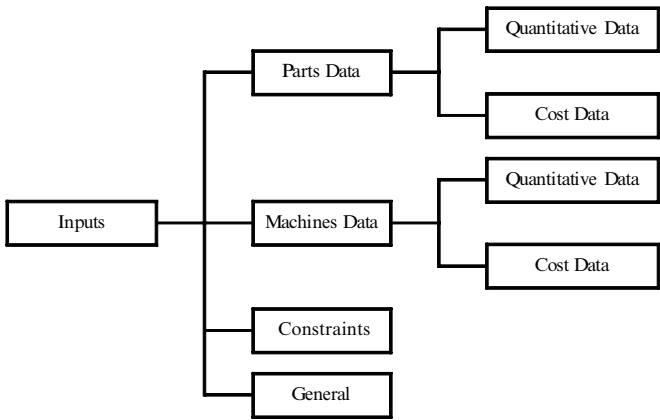 Quantitative Data
Parts Data
Cost Data
Quantitative Data
Inputs
Machines Data
Cost Data
Constraints
General